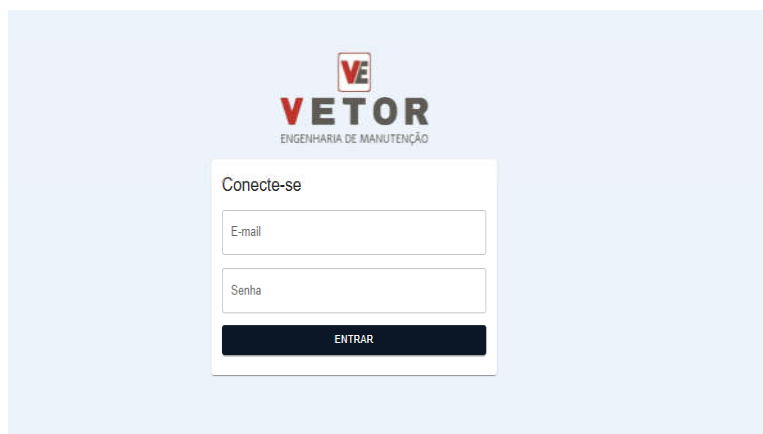 VE
VETOR
ENGENHARIA DE MANUTENÇÃO
Conecte-se
E-mail
Senha
ENTRAR